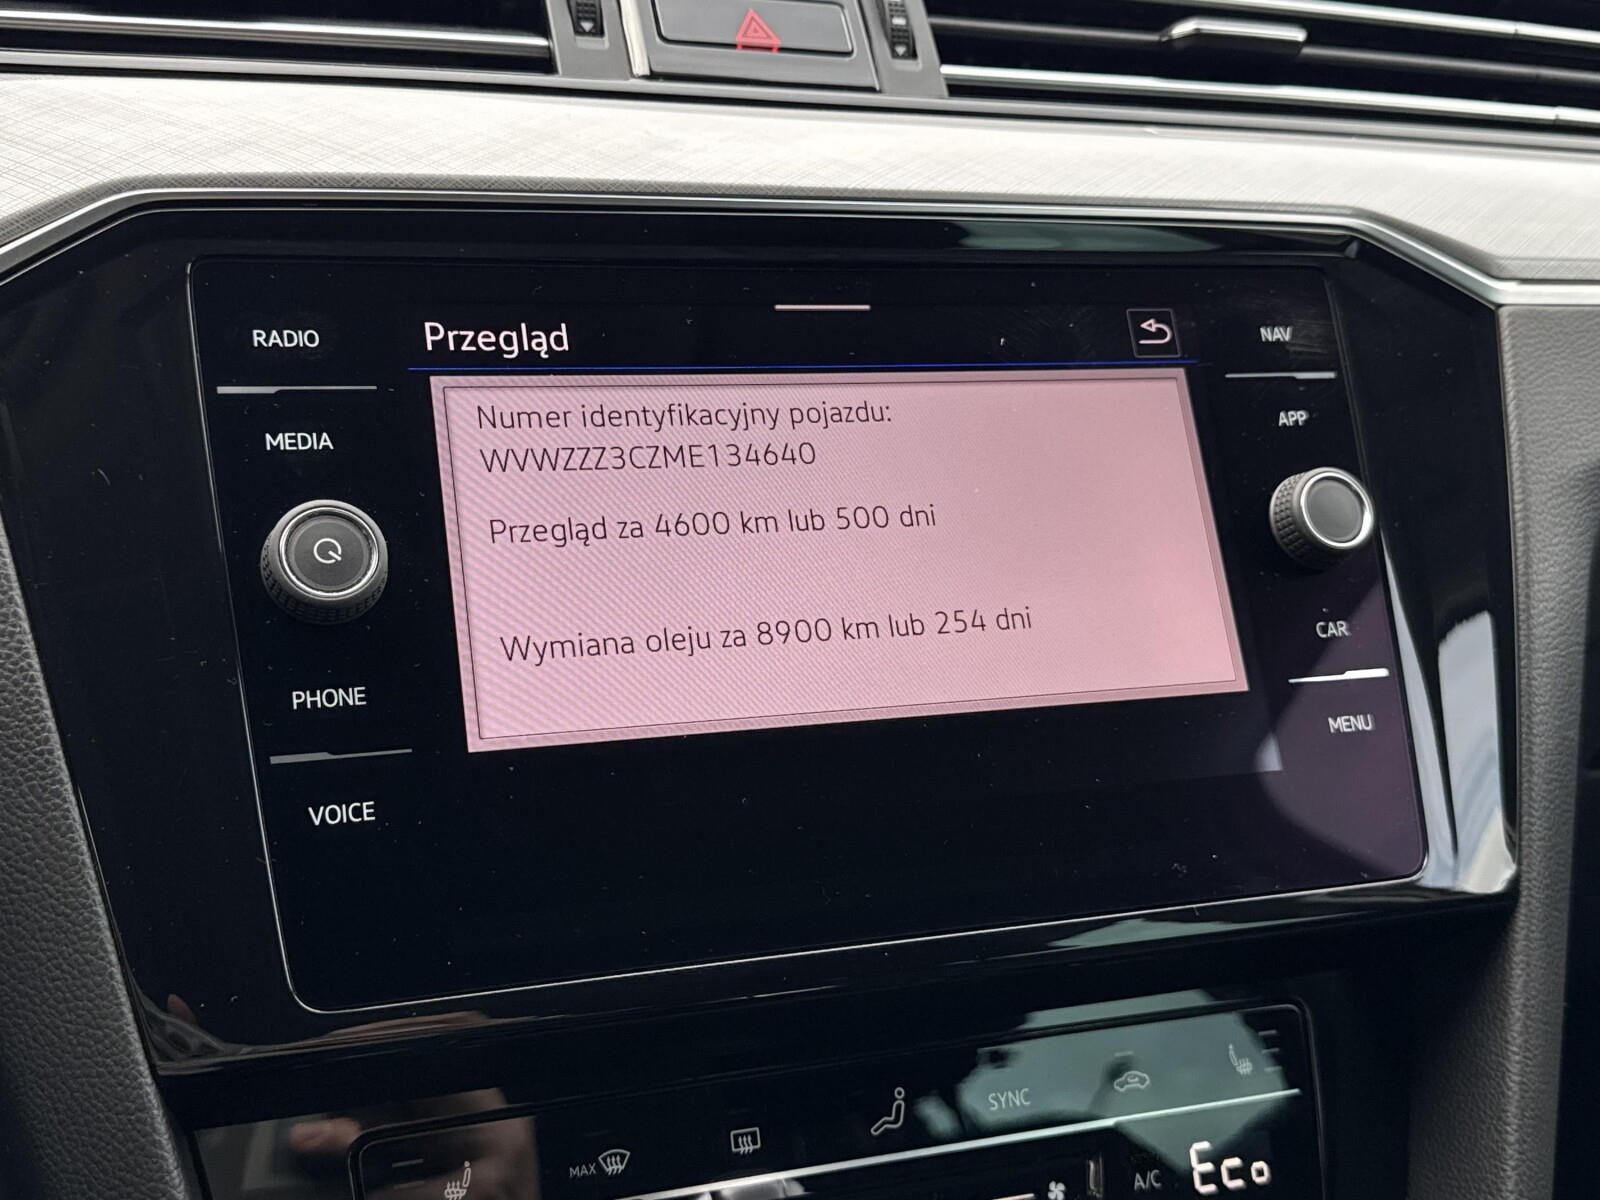 RADIO
MEDIA
PHONE
VOICE
Przegląd
Numer identyfikacyjny pojazdu:
WVWZZZ3CZME134640
Przegląd za 4600 km lub 500 dni
Wymiana oleju za 8900 km lub 254 dni
NAV
APP
CAR
MENU
MAX
SYNC
A/C
Eco